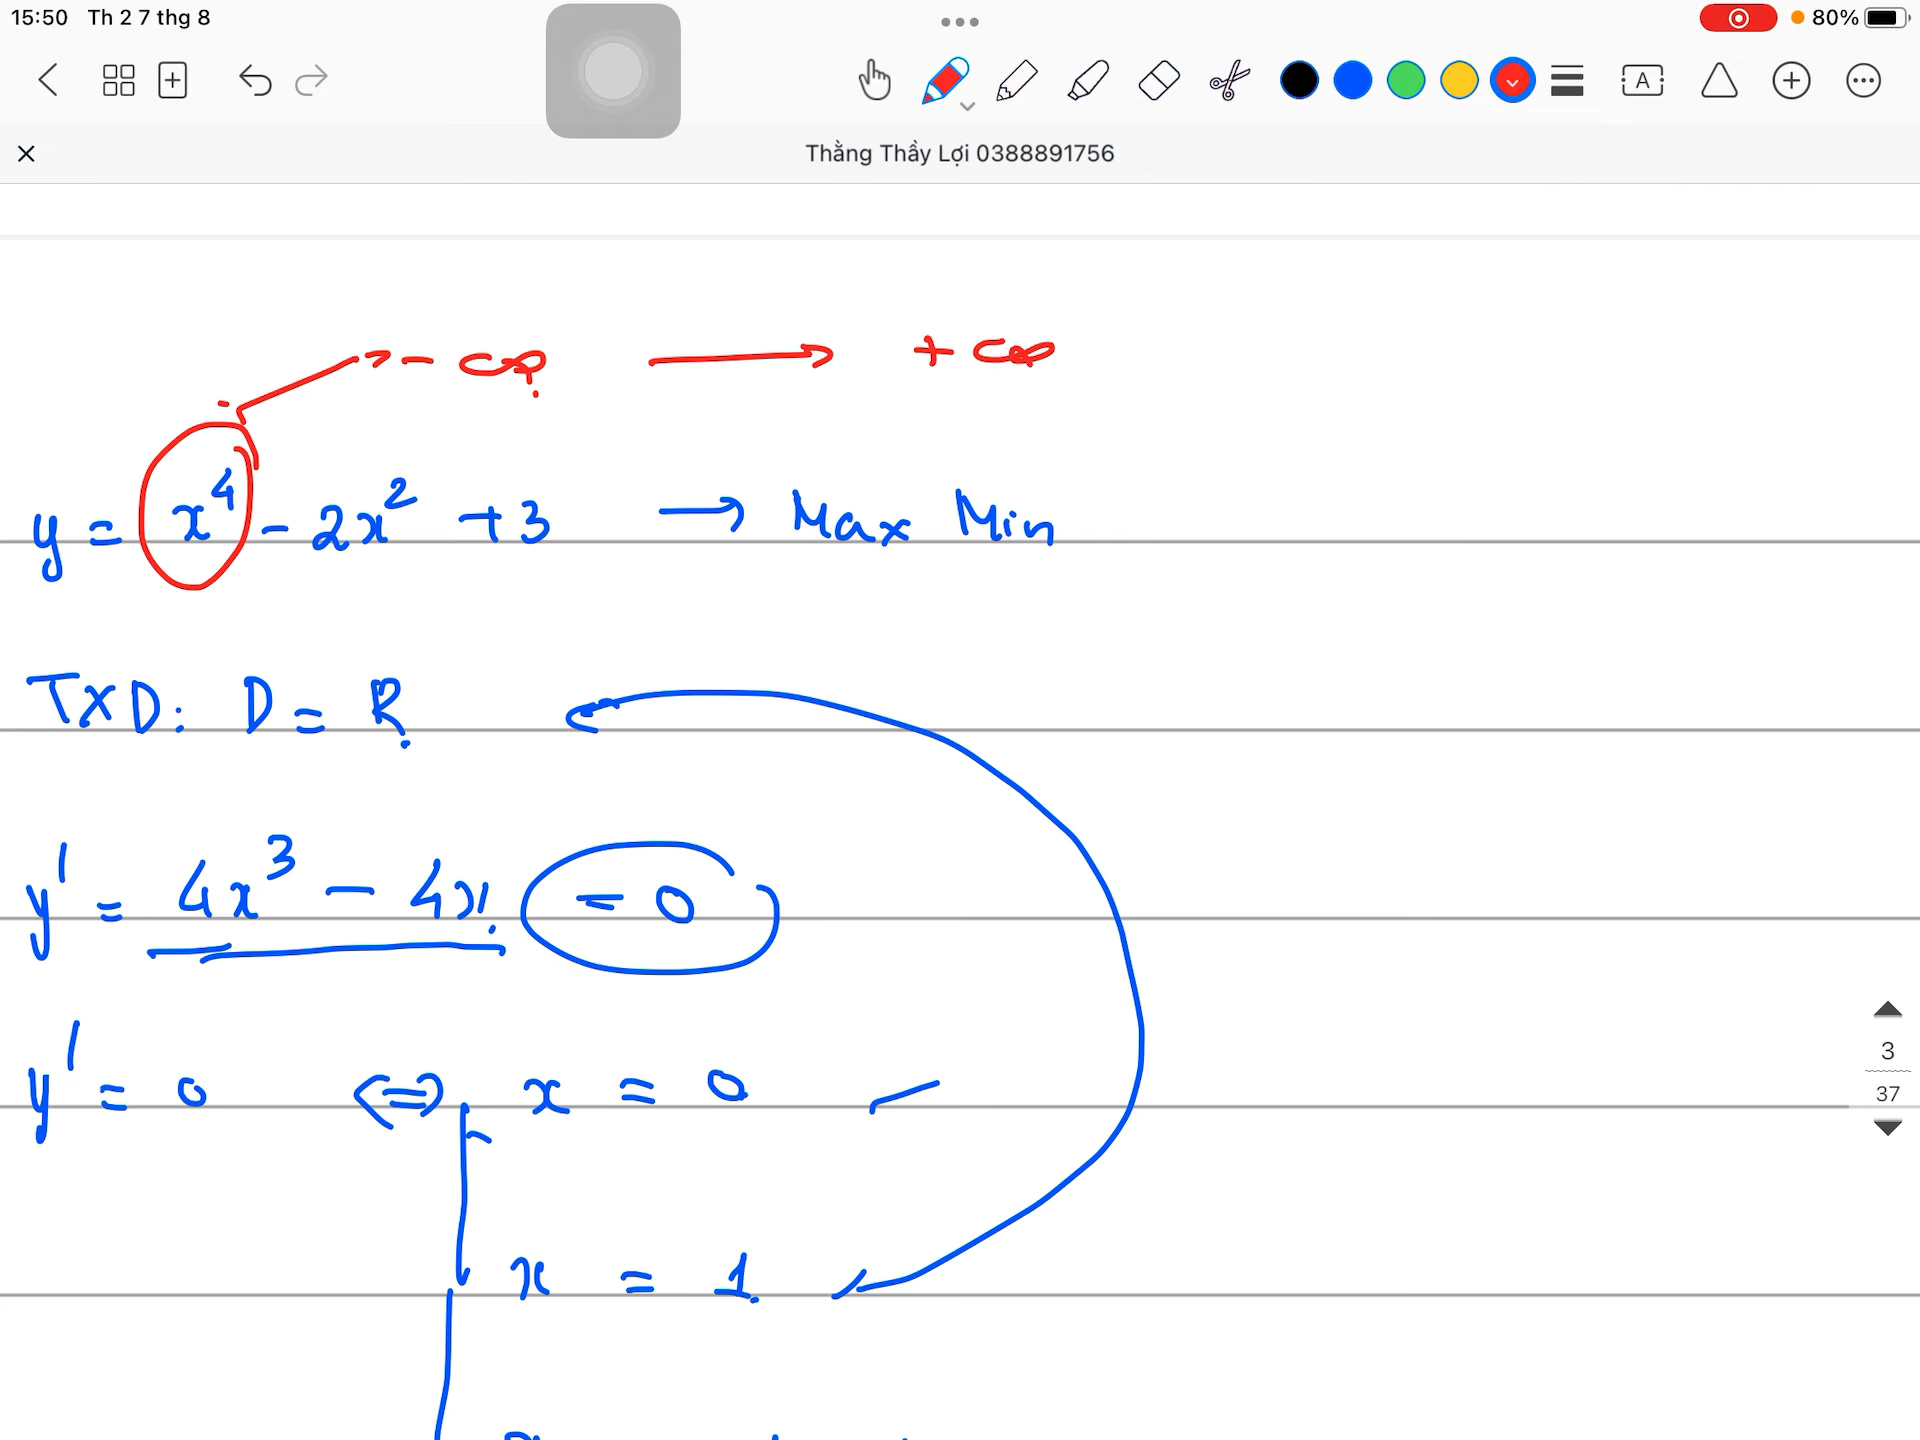 15:50 Th 2 7 thg 8
80%
A
Thằng Thầy Lợi 0388891756
- ∞ → + ∞
y = x⁴ - 2x² + 3 → Max Min
TXD: D = R
y' = 4x³ - 4x = 0
y' = 0 ⇔ x = 0
x = 1
3
37